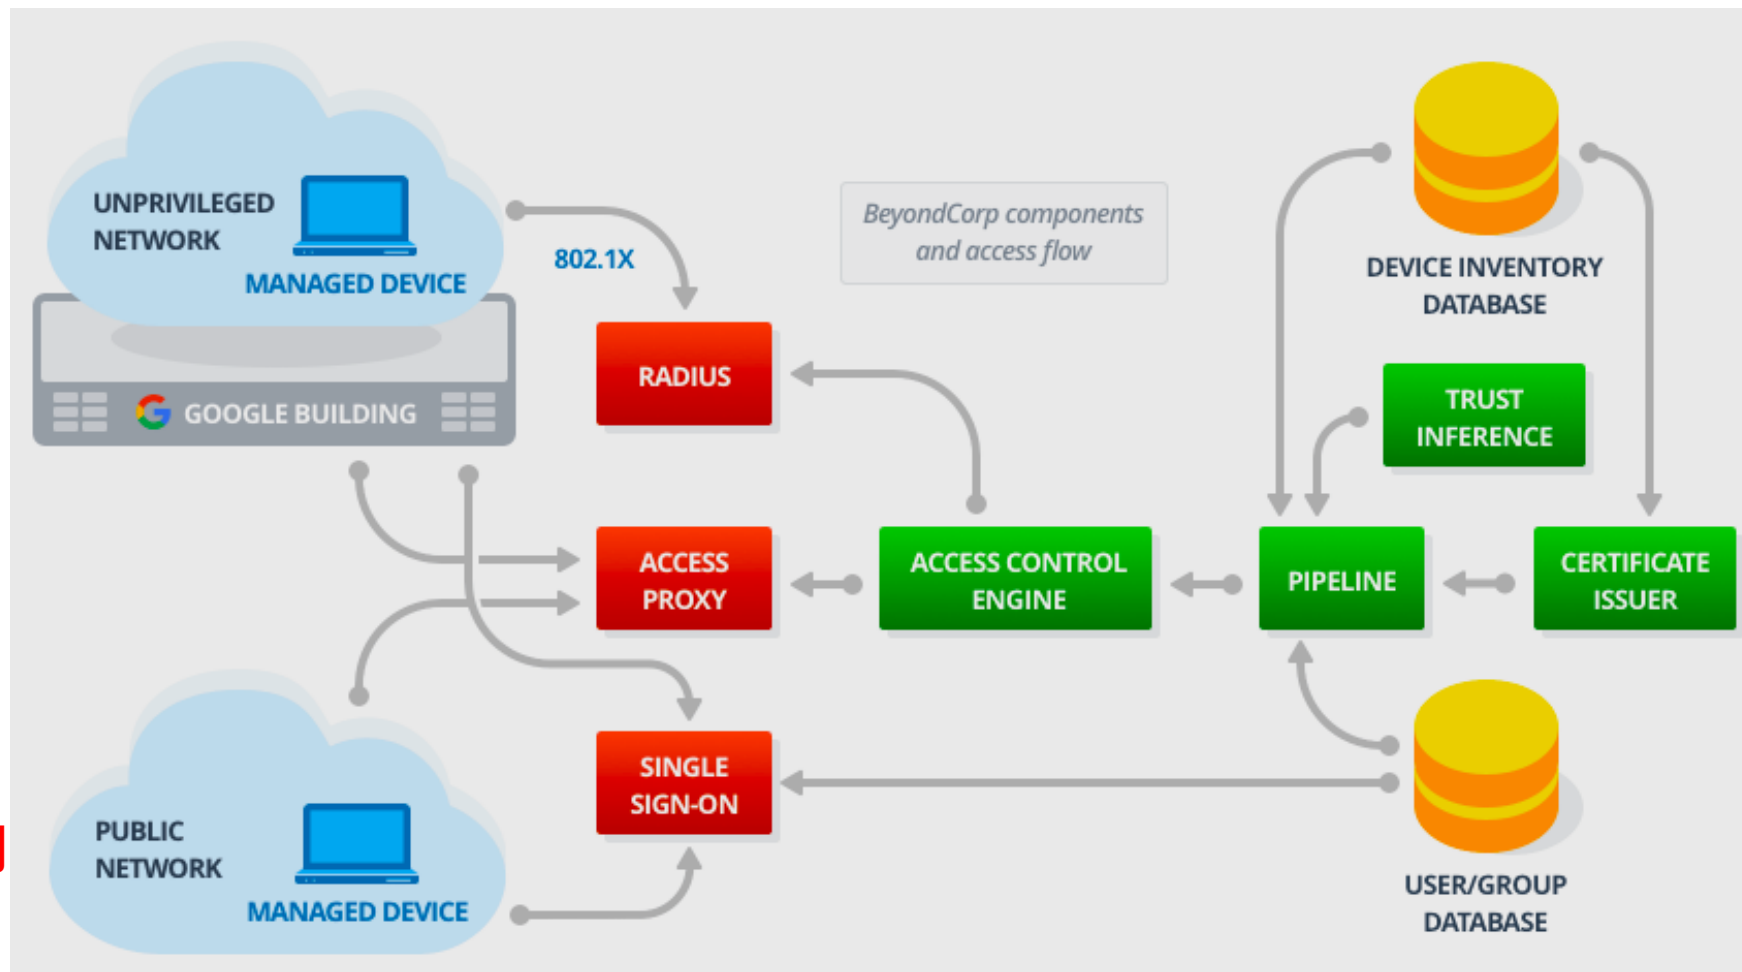 UNPRIVILEGED
NETWORK
MANAGED DEVICE
GOOGLE BUILDING
802.1X
RADIUS
BeyondCorp components
and access flow
DEVICE INVENTORY
DATABASE
TRUST
INFERENCE
ACCESS
PROXY
ACCESS CONTROL
ENGINE
PIPELINE
CERTIFICATE
ISSUER
SINGLE
SIGN-ON
PUBLIC
NETWORK
MANAGED DEVICE
USER/GROUP
DATABASE